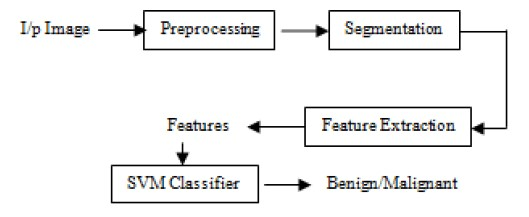 I/p Image
Preprocessing
Segmentation
Feature Extraction
Features
SVM Classifier
Benign/Malignant